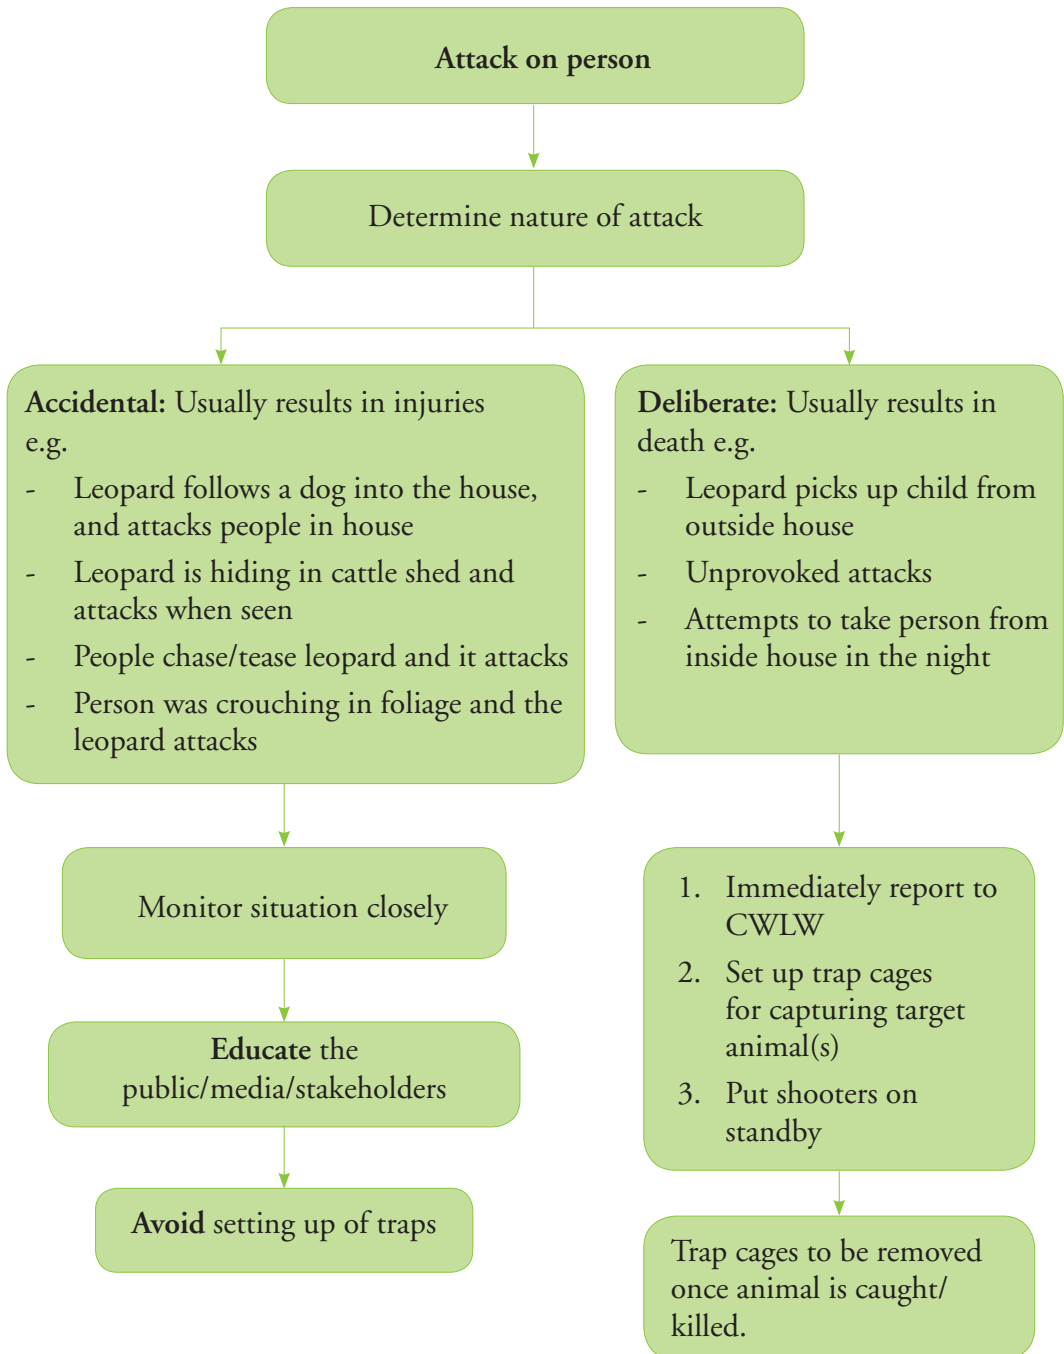 Attack on person
Determine nature of attack
Accidental: Usually results in injuries
e.g.
- Leopard follows a dog into the house,
and attacks people in house
- Leopard is hiding in cattle shed and
attacks when seen
- People chase/tease leopard and it attacks
- Person was crouching in foliage and the
leopard attacks
Monitor situation closely
Educate the
public/media/stakeholders
Avoid setting up of traps
Deliberate: Usually results in
death e.g.
- Leopard picks up child from
outside house
- Unprovoked attacks
- Attempts to take person from
inside house in the night
1. Immediately report to
CWLW
2. Set up trap cages
for capturing target
animal(s)
3. Put shooters on
standby
Trap cages to be removed
once animal is caught/
killed.